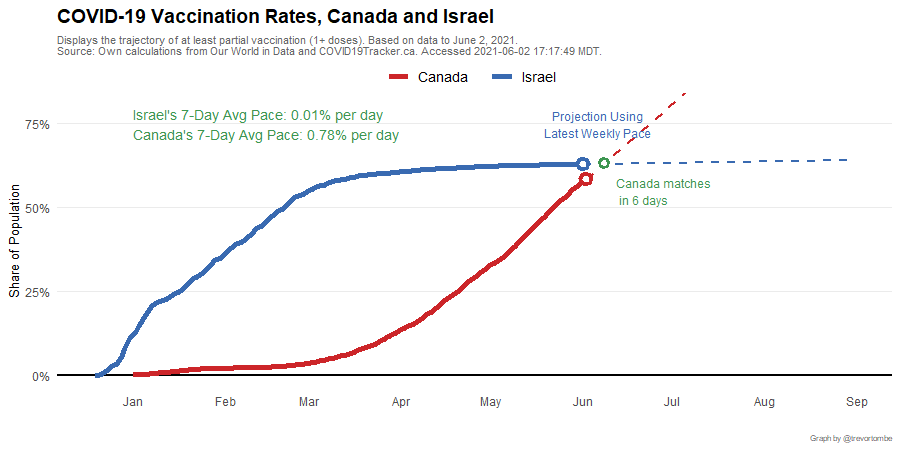 COVID-19 Vaccination Rates, Canada and Israel
Displays the trajectory of at least partial vaccination (1+ doses). Based on data to June 2, 2021.
Source: Own calculations from Our World in Data and COVID19Tracker.ca. Accessed 2021-06-02 17:17:49 MDT.
Canada Israel
Israel's 7-Day Avg Pace: 0.01% per day
Canada's 7-Day Avg Pace: 0.78% per day
Projection Using
Latest Weekly Pace
Canada matches
in 6 days
Share of Population
75%
50%
25%
0%
Jan Feb Mar Apr May Jun Jul Aug Sep
Graph by @trevortombe